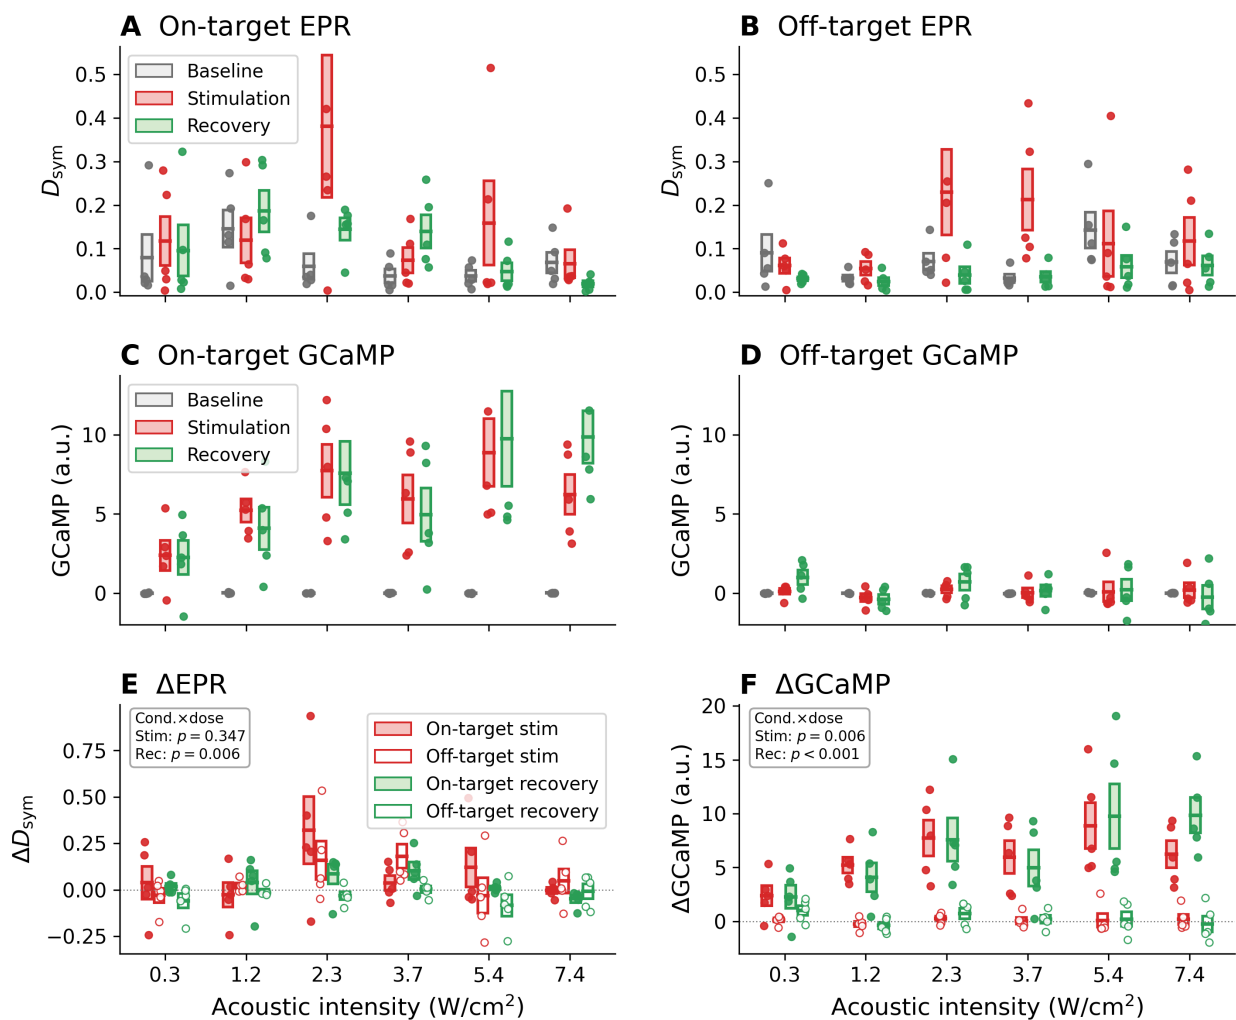 A On-target EPR
0.5
0.4
0.3
0.2
0.1
0.0
D_sym
Baseline
Stimulation
Recovery
B Off-target EPR
0.5
0.4
0.3
0.2
0.1
0.0
D_sym
C On-target GCaMP
10
5
0
GCaMP (a.u.)
Baseline
Stimulation
Recovery
D Off-target GCaMP
10
5
0
GCaMP (a.u.)
E ΔEPR
0.75
0.50
0.25
0.00
−0.25
ΔD_sym
Cond.×dose
Stim: p = 0.347
Rec: p = 0.006
On-target stim
Off-target stim
On-target recovery
Off-target recovery
0.3 1.2 2.3 3.7 5.4 7.4
Acoustic intensity (W/cm²)
F ΔGCaMP
20
15
10
5
0
ΔGCaMP (a.u.)
Cond.×dose
Stim: p = 0.006
Rec: p < 0.001
0.3 1.2 2.3 3.7 5.4 7.4
Acoustic intensity (W/cm²)